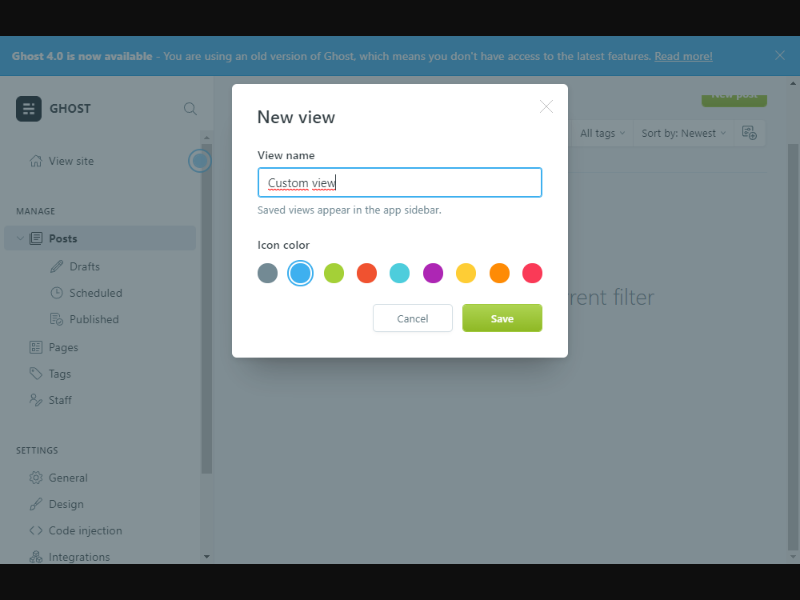 Ghost 4.0 is now available - You are using an old version of Ghost, which means you don't have access to the latest features. Read more!
GHOST
New post
View site
All tags
Sort by: Newest
MANAGE
Posts
Drafts
Scheduled
Published
Pages
Tags
Staff
SETTINGS
General
Design
Code injection
Integrations
New view
View name
Custom view
Saved views appear in the app sidebar.
Icon color
Cancel
Save
filter